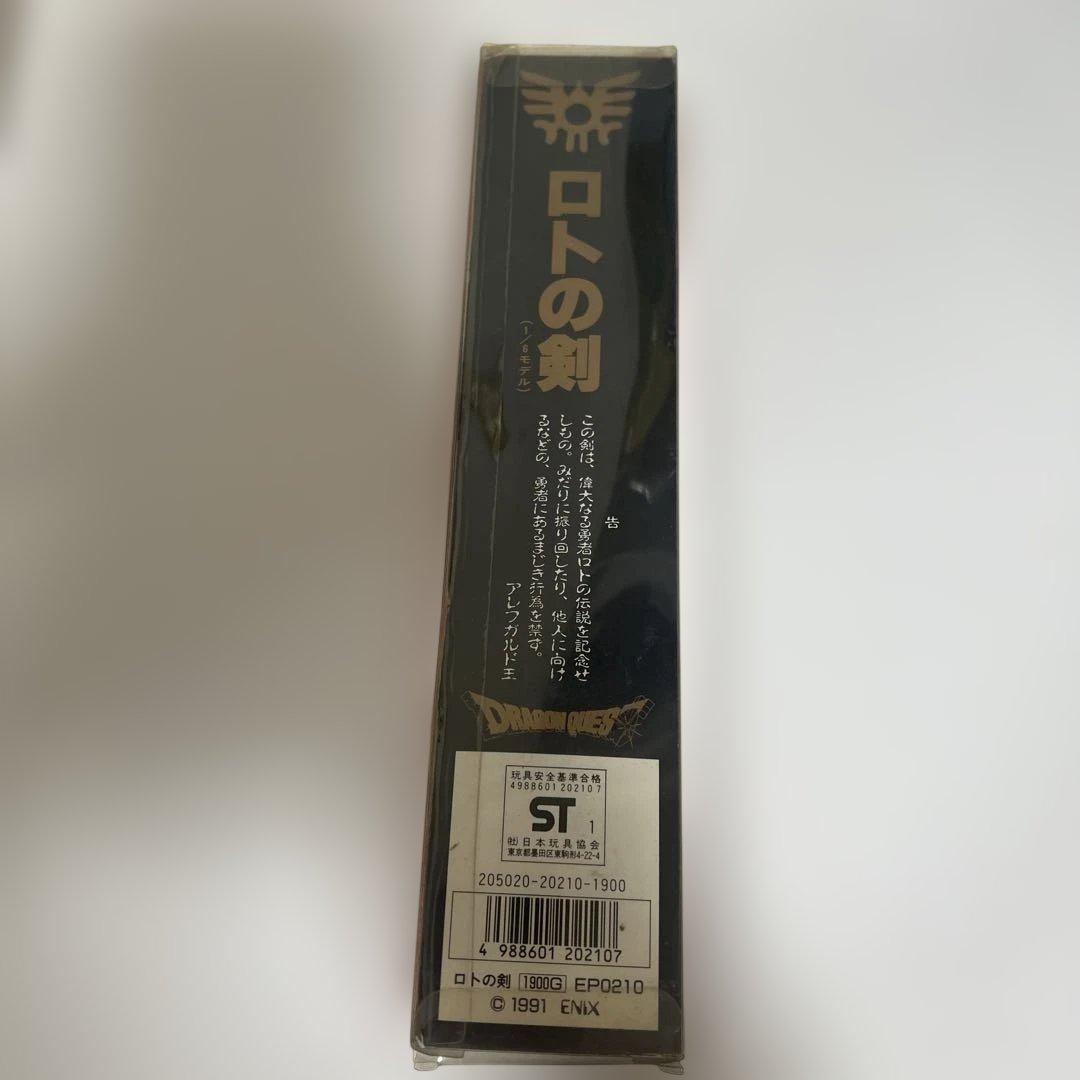 ロトの剣
(1/6モデル)
告
この剣は、偉大なる勇者ロトの伝説を記念せ
しもの。みだりに振り回したり、他人に向け
るなどの、勇者にあるまじき行為を禁ず。
アレフガルド王
DRAGON QUEST
玩具安全基準合格
4988601202107
ST 1
㈳日本玩具協会
東京都墨田区東駒形4-22-4
205020-20210-1900
4 988601 202107
ロトの剣 1900G EP0210
© 1991 ENIX